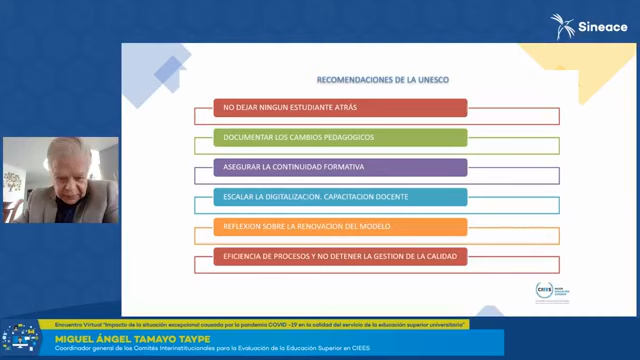 Sineace
RECOMENDACIONES DE LA UNESCO
NO DEJAR NINGUN ESTUDIANTE ATRÁS
DOCUMENTAR LOS CAMBIOS PEDAGOGICOS
ASEGURAR LA CONTINUIDAD FORMATIVA
ESCALAR LA DIGITALIZACION. CAPACITACION DOCENTE
REFLEXION SOBRE LA RENOVACION DEL MODELO
EFICIENCIA DE PROCESOS Y NO DETENER LA GESTION DE LA CALIDAD
CIEES
Encuentro Virtual "Impacto de la situación excepcional causada por la pandemia COVID -19 en la calidad del servicio de la educación superior universitaria"
MIGUEL ÁNGEL TAMAYO TAYPE
Coordinador general de los Comités Interinstitucionales para la Evaluación de la Educación Superior en CIEES